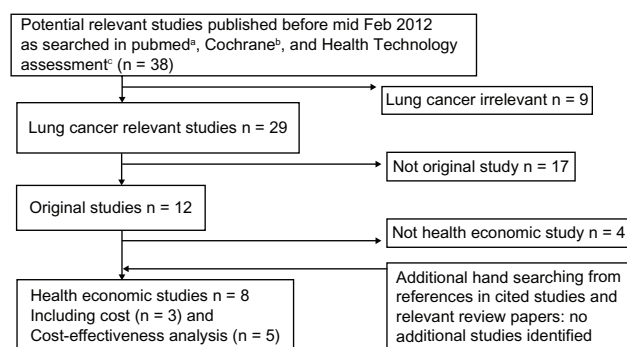 Potential relevant studies published before mid Feb 2012
as searched in pubmedᵃ, Cochraneᵇ, and Health Technology
assessmentᶜ (n = 38)
Lung cancer irrelevant n = 9
Lung cancer relevant studies n = 29
Not original study n = 17
Original studies n = 12
Not health economic study n = 4
Additional hand searching from
references in cited studies and
relevant review papers: no
additional studies identified
Health economic studies n = 8
Including cost (n = 3) and
Cost-effectiveness analysis (n = 5)